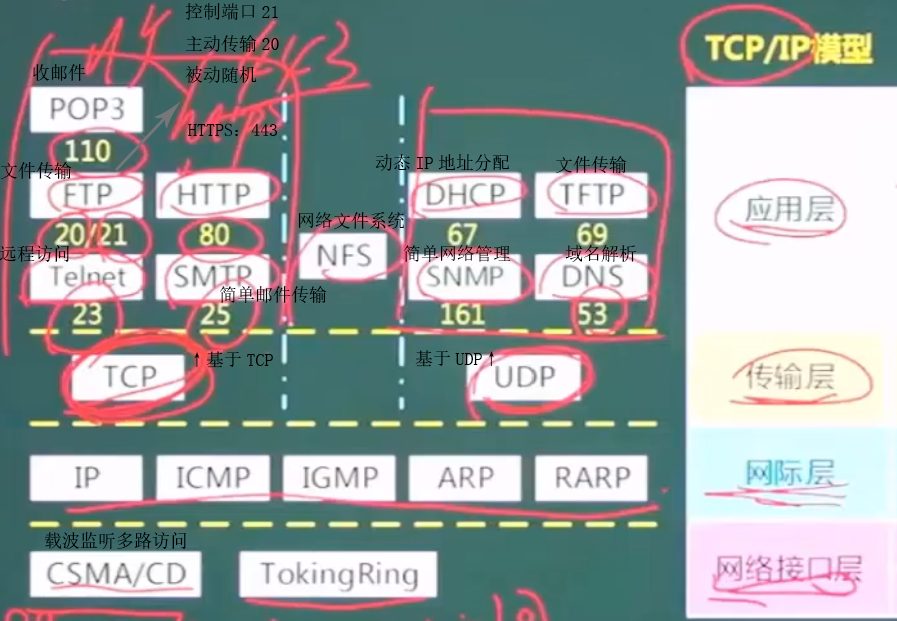 控制端口 21
主动传输 20
被动随机
443
http
HTTPS：443
TCP/IP模型
收邮件
POP3
110
文件传输
FTP
20/21
HTTP
80
远程访问
Telnet
23
SMTP
简单邮件传输
25
网络文件系统
NFS
动态 IP 地址分配
DHCP
67
文件传输
TFTP
69
简单网络管理
SNMP
161
域名解析
DNS
53
应用层
TCP
↑基于 TCP
基于 UDP↑
UDP
传输层
IP
ICMP
IGMP
ARP
RARP
网际层
载波监听多路访问
CSMA/CD
TokingRing
网络接口层